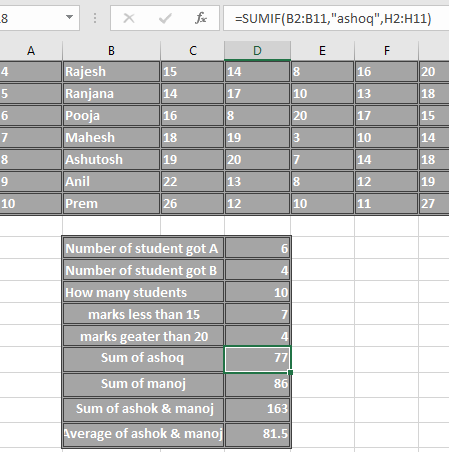 8 =SUMIF(B2:B11,"ashoq",H2:H11)
A B C D E F
4 Rajesh 15 14 8 16 20
5 Ranjana 14 17 10 13 18
6 Pooja 16 8 20 17 15
7 Mahesh 18 19 3 10 14
8 Ashutosh 19 20 7 14 18
9 Anil 22 13 8 12 19
10 Prem 26 12 10 11 27
Number of student got A 6
Number of student got B 4
How many students 10
marks less than 15 7
marks geater than 20 4
Sum of ashoq 77
Sum of manoj 86
Sum of ashok & manoj 163
Average of ashok & manoj 81.5